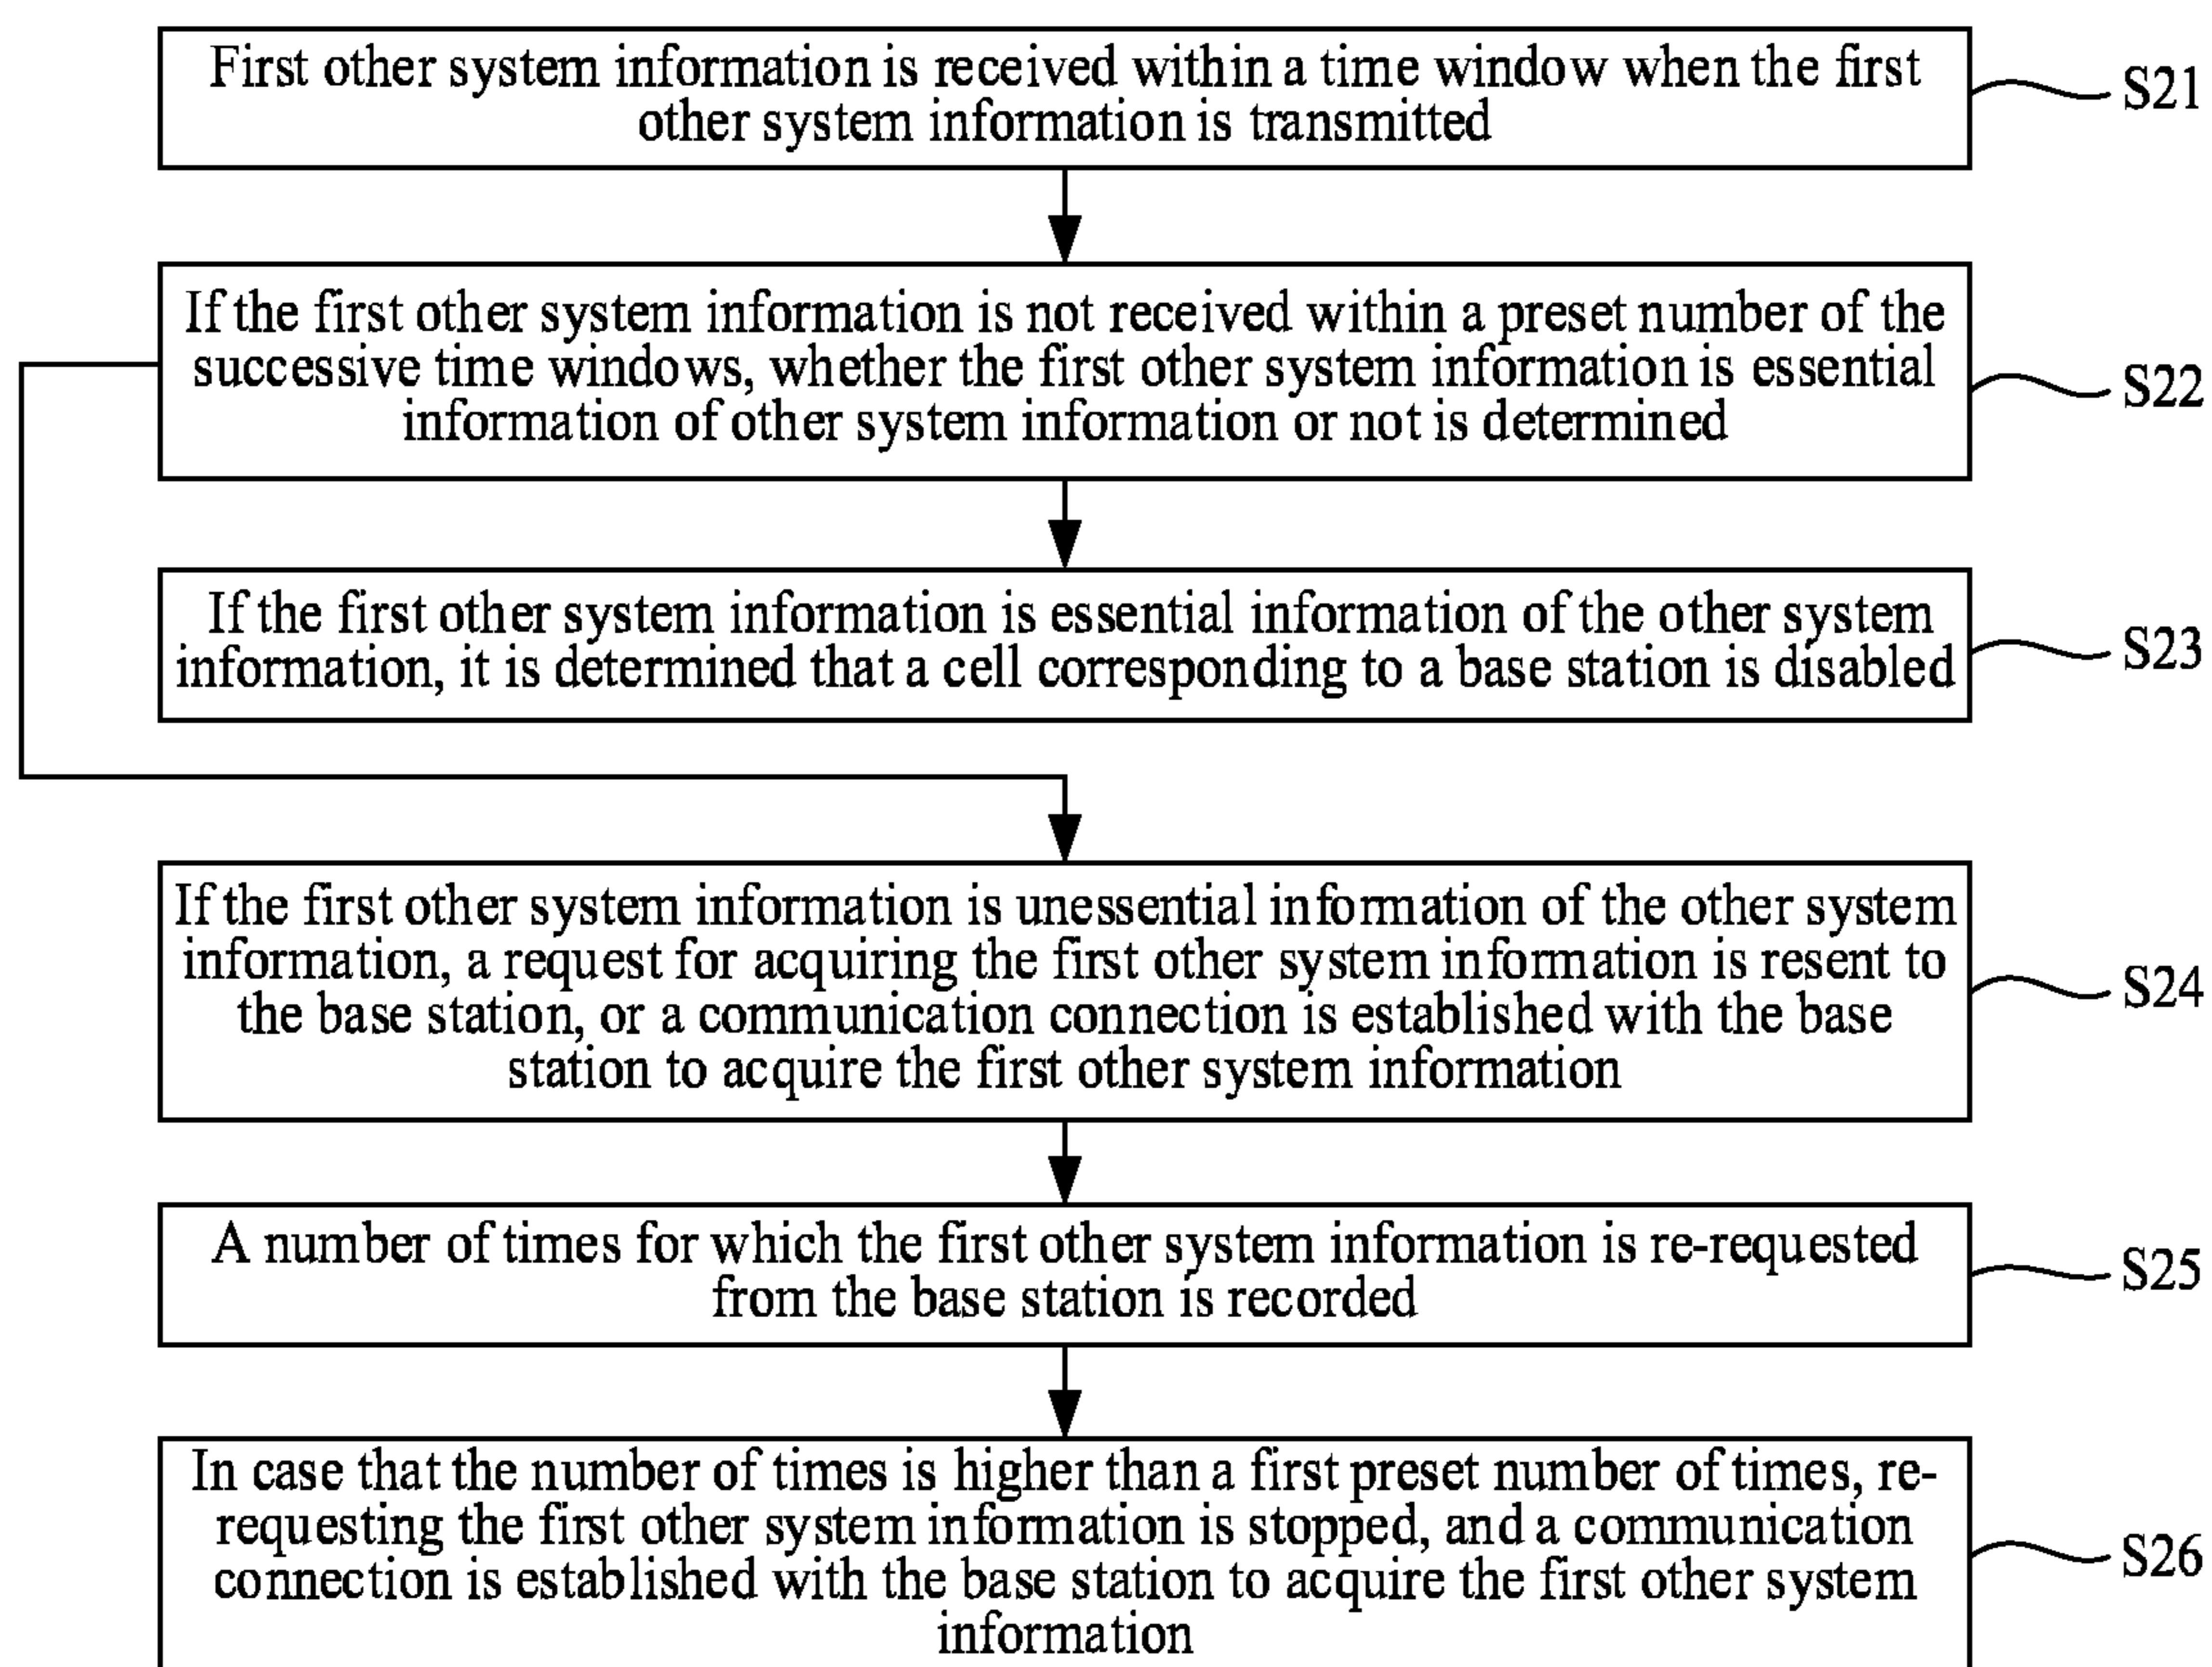 First other system information is received within a time window when the first
other system information is transmitted
S21
If the first other system information is not received within a preset number of the
successive time windows, whether the first other system information is essential
information of other system information or not is determined
S22
If the first other system information is essential information of the other system
information, it is determined that a cell corresponding to a base station is disabled
S23
If the first other system information is unessential information of the other system
information, a request for acquiring the first other system information is resent to
the base station, or a communication connection is established with the base
station to acquire the first other system information
S24
A number of times for which the first other system information is re-requested
from the base station is recorded
S25
In case that the number of times is higher than a first preset number of times, re-
requesting the first other system information is stopped, and a communication
connection is established with the base station to acquire the first other system
information
S26